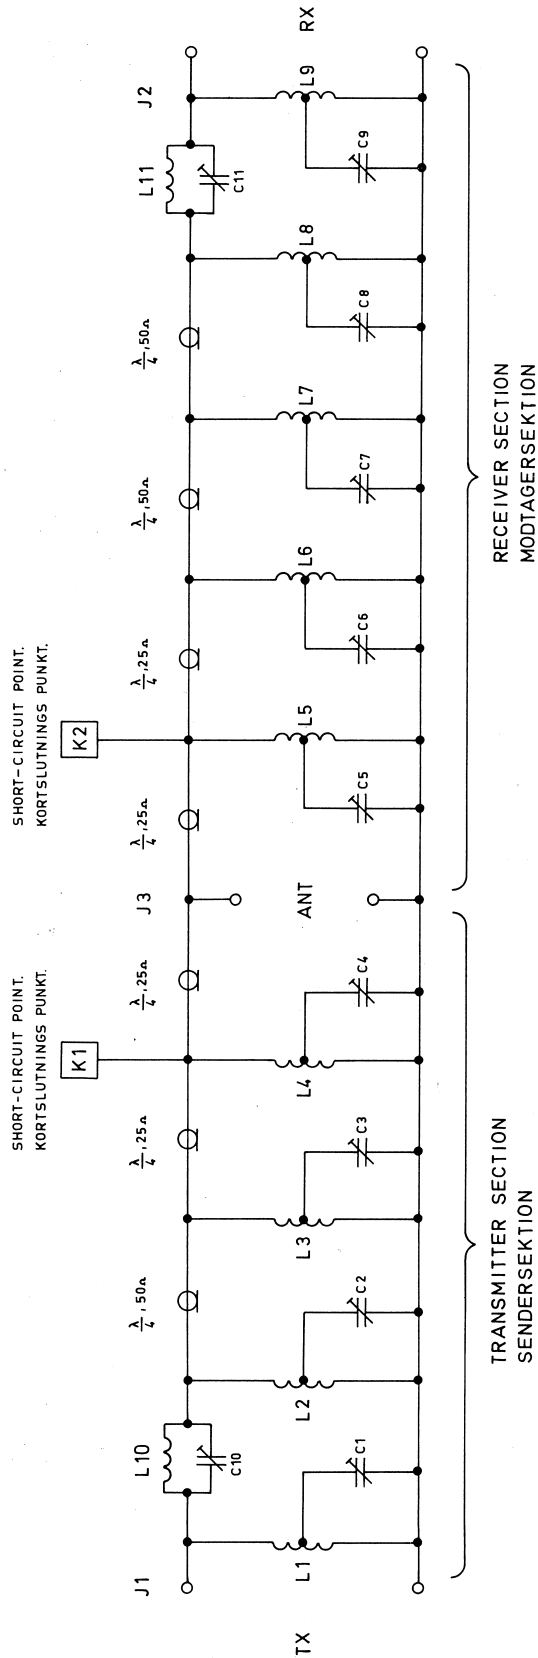 SHORT-CIRCUIT POINT.
KORTSLUTNINGS PUNKT.
SHORT-CIRCUIT POINT.
KORTSLUTNINGS PUNKT.
K1
K2
J1
L10
λ/4,50Ω
λ/4,25Ω
λ/4,25Ω
J3
λ/4,25Ω
λ/4,25Ω
λ/4,50Ω
λ/4,50Ω
L11
J2
C10
C11
TX
L1
L2
L3
L4
ANT
L5
L6
L7
L8
L9
RX
C1
C2
C3
C4
C5
C6
C7
C8
C9
TRANSMITTER SECTION
SENDERSEKTION
RECEIVER SECTION
MODTAGERSEKTION